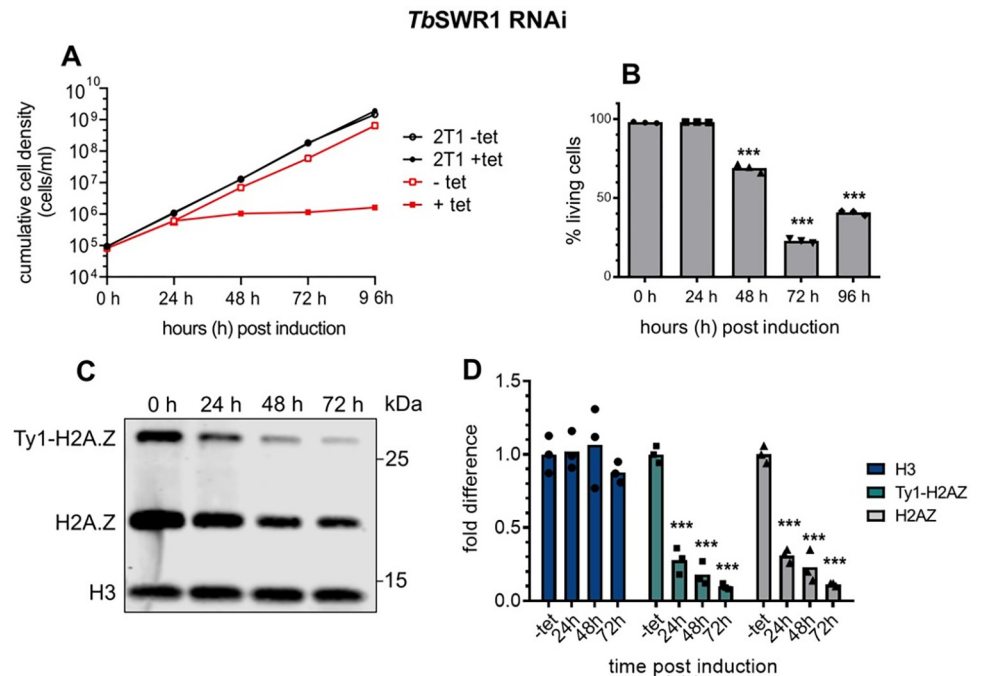 TbSWR1 RNAi
A
cumulative cell density
(cells/ml)
10^10
10^9
10^8
10^7
10^6
10^5
10^4
0 h 24 h 48 h 72 h 9 6h
hours (h) post induction
2T1 -tet
2T1 +tet
- tet
+ tet
B
% living cells
100
50
0
*** *** ***
0 h 24 h 48 h 72 h 96 h
hours (h) post induction
C
0 h 24 h 48 h 72 h kDa
Ty1-H2A.Z
25
H2A.Z
15
H3
D
fold difference
1.5
1.0
0.5
0.0
*** *** *** *** *** ***
-tet 24h 48h 72h -tet 24h 48h 72h -tet 24h 48h 72h
time post induction
H3
Ty1-H2AZ
H2AZ